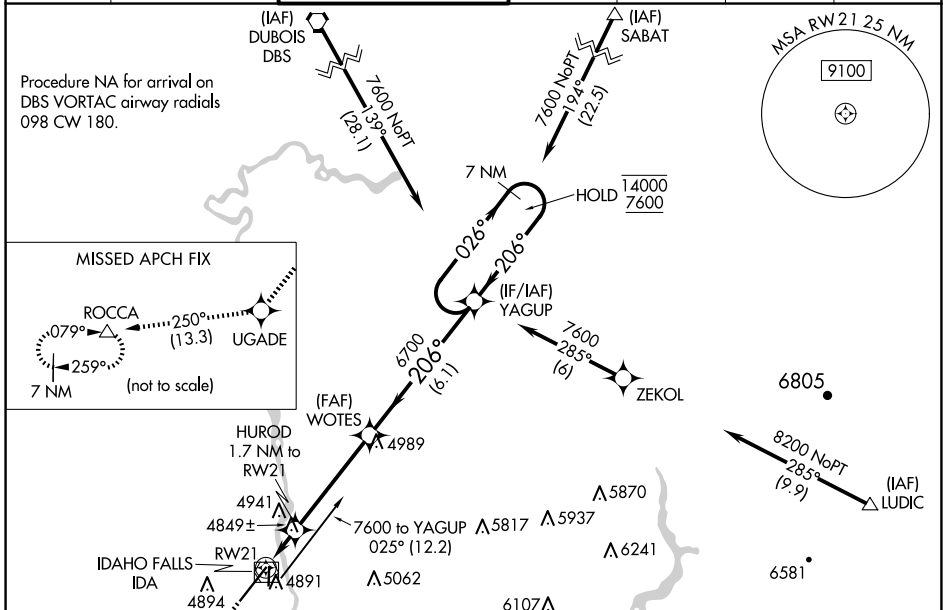 (IAF)
DUBOIS
DBS
(IAF)
SABAT
MSA RW21 25 NM
9100
Procedure NA for arrival on
DBS VORTAC airway radials
098 CW 180.
7600 NoPT
139°
(28.1)
7600 NoPT
194°
(22.5)
7 NM
HOLD
14000
7600
026°
206°
(IF/IAF)
YAGUP
MISSED APCH FIX
ROCCA
079°
259°
7 NM
250°
(13.3)
UGADE
(not to scale)
6700
206°
(6.1)
7600
285°
(6)
ZEKOL
6805
(FAF)
WOTES
4989
HUROD
1.7 NM to
RW21
8200 NoPT
285°
(9.9)
(IAF)
LUDIC
4941
4849±
7600 to YAGUP
025° (12.2)
5870
5817
5937
6241
IDAHO FALLS
IDA
RW21
4891
4894
5062
6581
6107